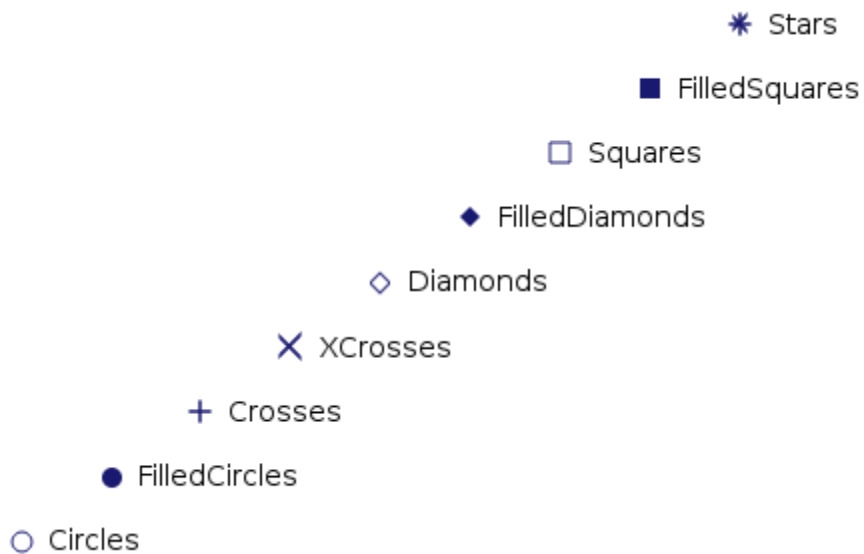 Stars
FilledSquares
Squares
FilledDiamonds
Diamonds
XCrosses
Crosses
FilledCircles
Circles